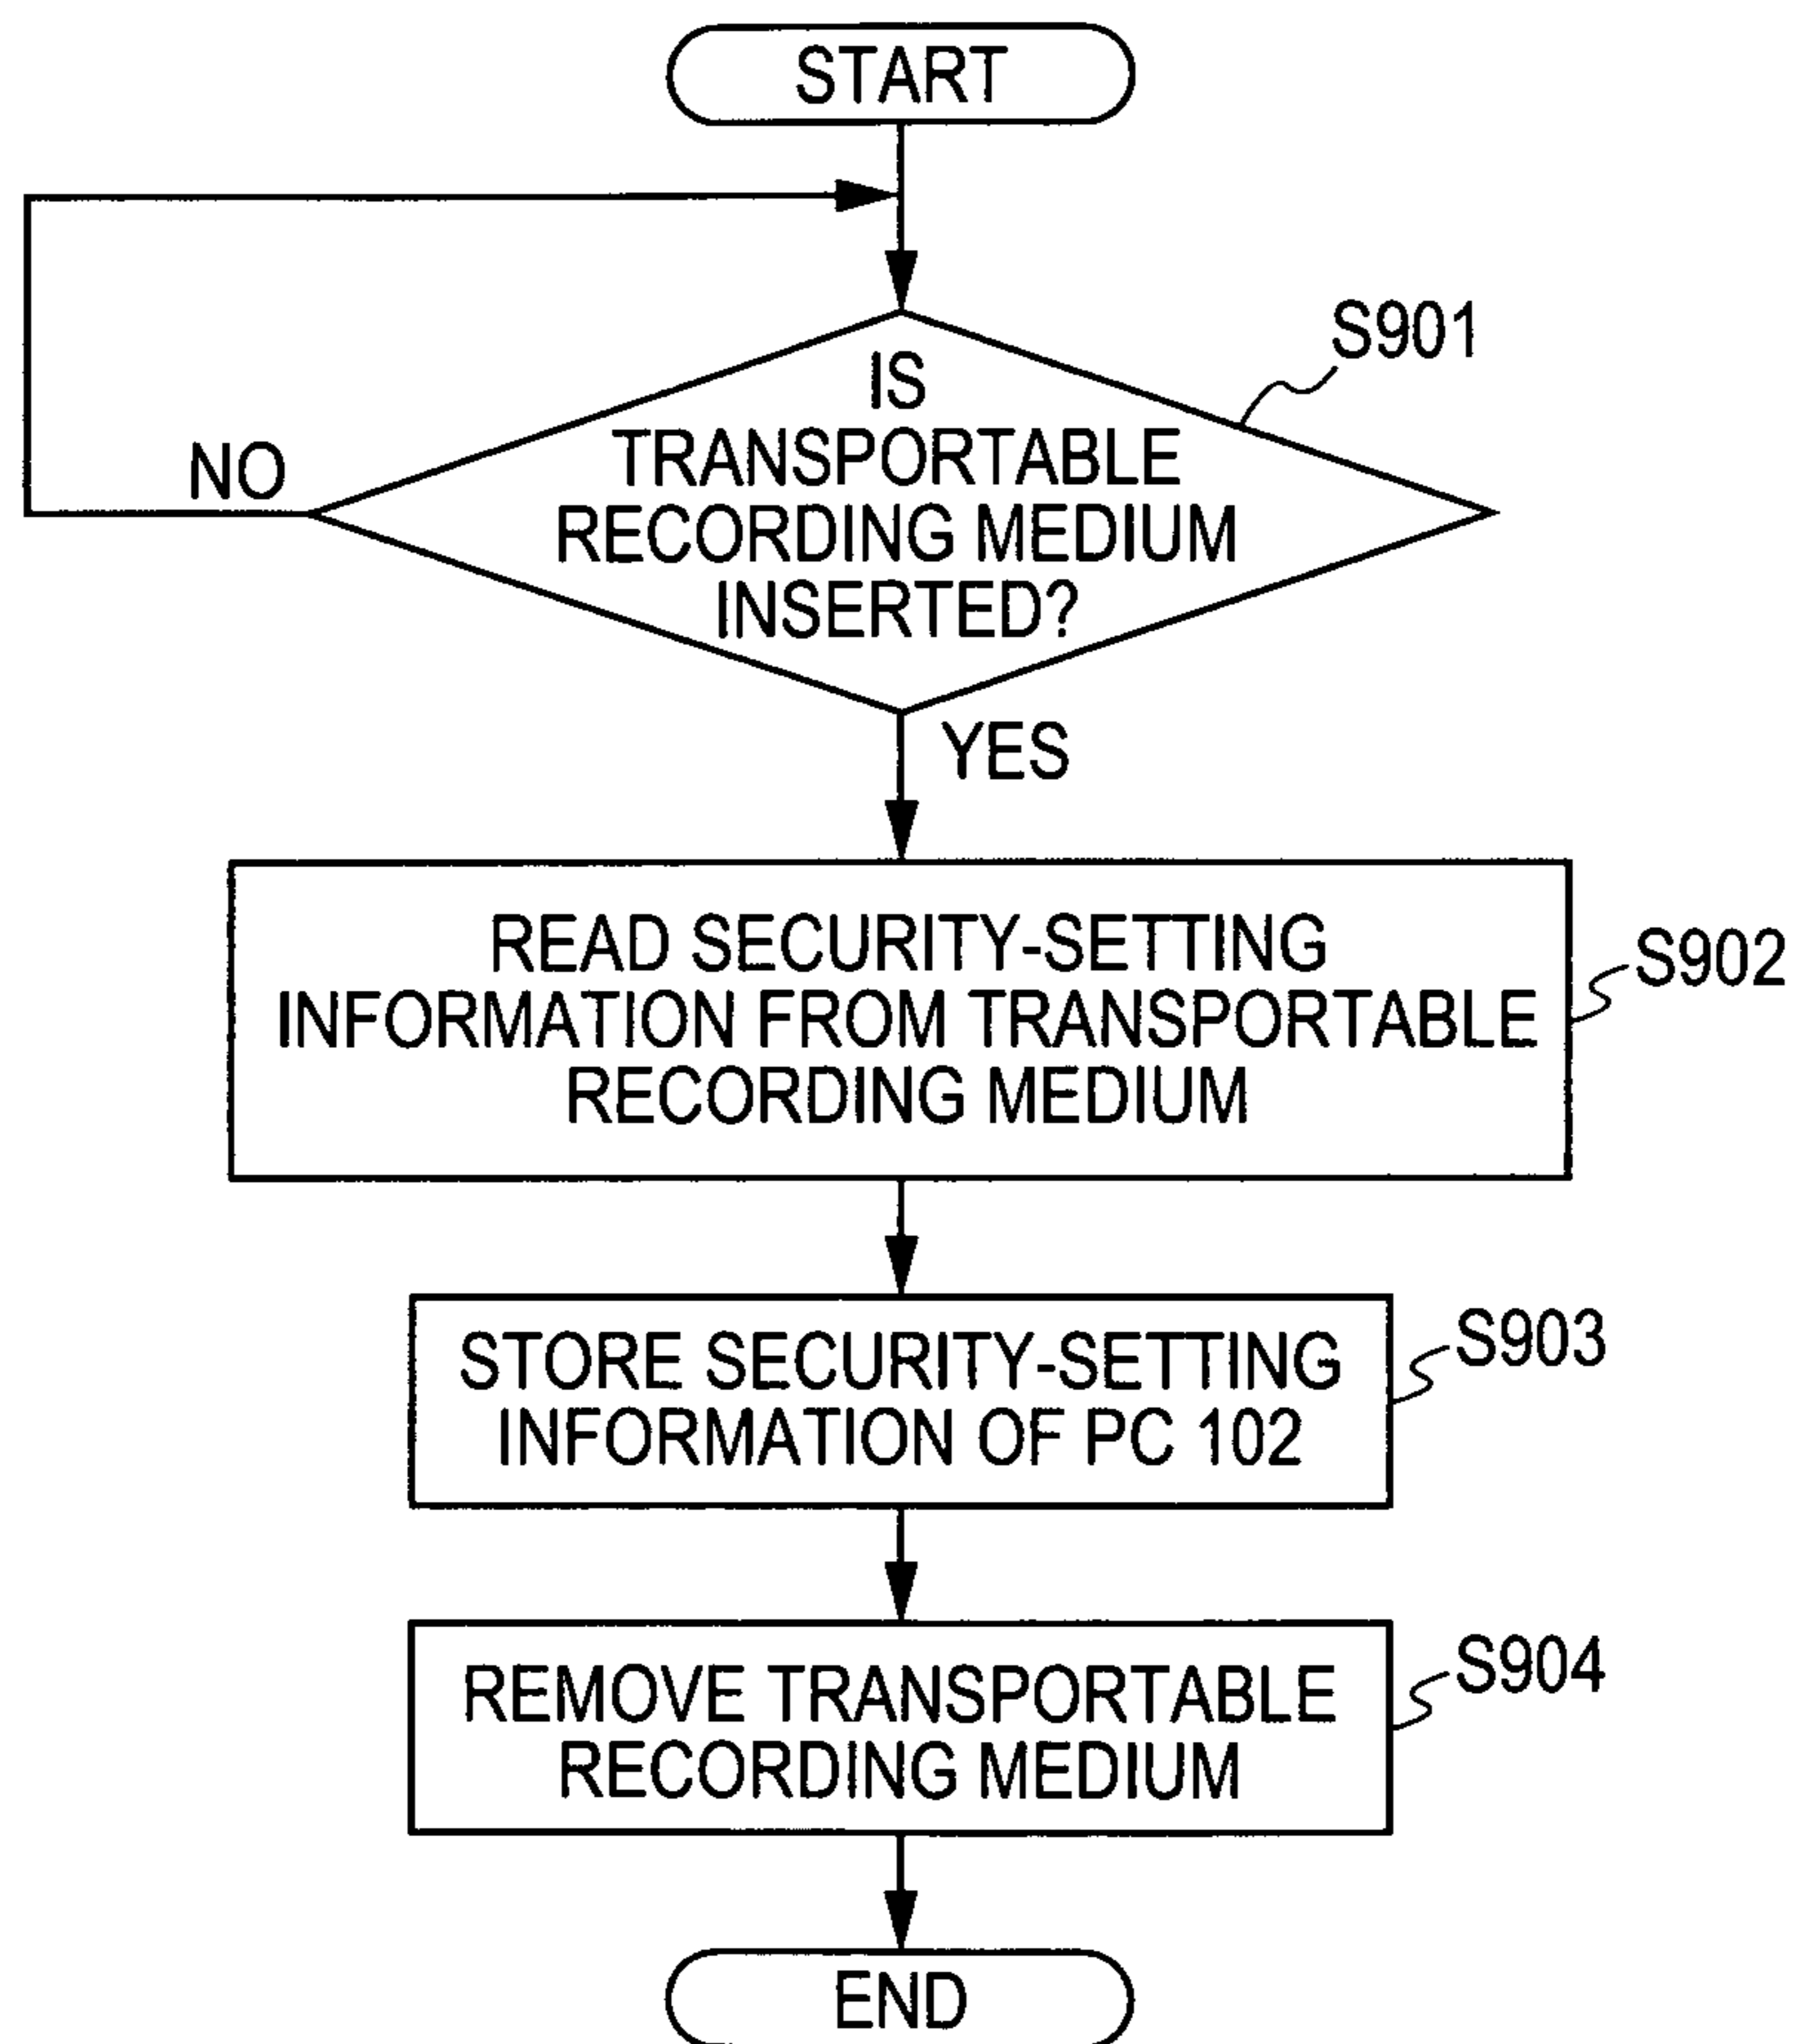 START
S901
IS
TRANSPORTABLE
RECORDING MEDIUM
INSERTED?
NO
YES
READ SECURITY-SETTING
INFORMATION FROM TRANSPORTABLE
RECORDING MEDIUM
S902
STORE SECURITY-SETTING
INFORMATION OF PC 102
S903
REMOVE TRANSPORTABLE
RECORDING MEDIUM
S904
END